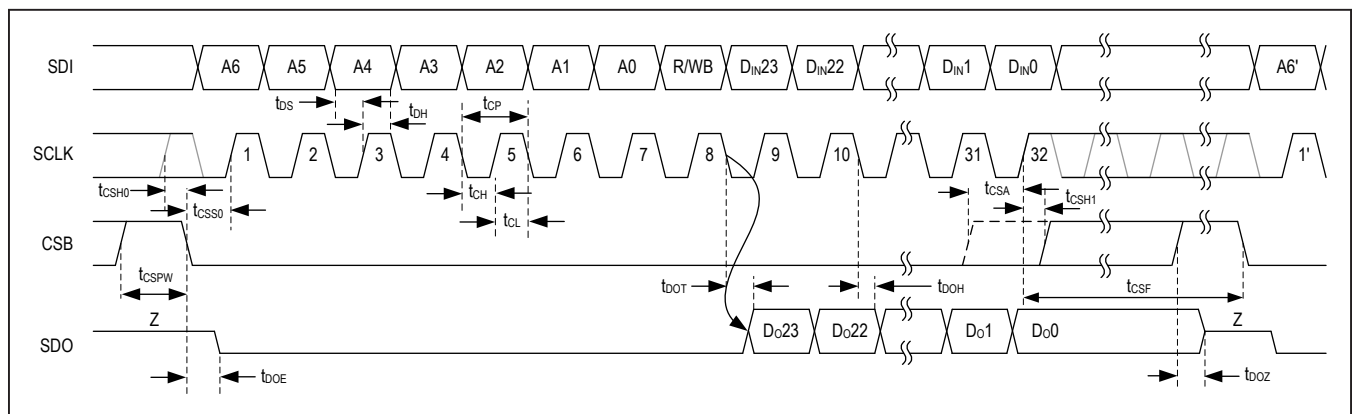 SDI A6 A5 A4 A3 A2 A1 A0 R/WB DIN23 DIN22 DIN1 DIN0 A6'
tDS tDH tCP
SCLK 1 2 3 4 5 6 7 8 9 10 31 32 1'
tCSH0 tCSS0 tCH tCL tCSA tCSH1
CSB
tCSPW tDOT tDOH tCSF
SDO Z DO23 DO22 DO1 DO0 Z
tDOE tDOZ